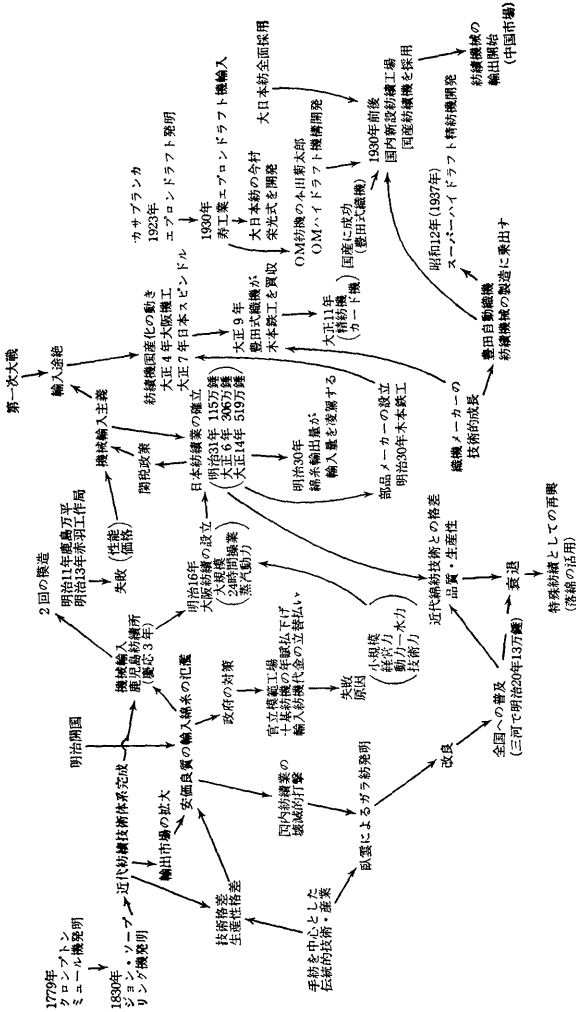 1779年
クロンプトン
ミュール機発明
1830年
ジョン・ソープ
リング機発明
近代紡績技術体系完成
輸出市場の拡大
技術格差
生産性格差
手紡を中心とした
伝統的技術・産業
明治開国
安価良質の輸入綿糸の氾濫
国内紡績業の
壊滅的打撃
臥雲によるガラ紡発明
改良
全国への普及
(三河で明治20年13万錘)
機械輸入
鹿児島紡績所
(慶応3年)
政府の対策
官立模範工場
十基紡機の年賦払下げ
輸入紡機代金の立替払い
失敗
原因
小規模
経営力
動力―水力
技術力
2回の模造
明治11年鹿島万平
明治13年赤羽工作局
失敗
(性能
価格)
明治16年
大阪紡績の設立
(大規模
24時間操業
蒸汽動力)
近代綿紡技術との格差
品質・生産性
衰退
特殊紡績としての再興
(落綿の活用)
第一次大戦
輸入途絶
機械輸入主義
関税政策
日本紡績業の確立
(明治31年 115万錘
大正6年 306万錘
大正14年 519万錘)
明治30年
綿糸輸出量が
輸入量を凌駕する
部品メーカーの設立
明治30年木本鉄工
織機メーカーの
技術的成長
紡績機国産化の動き
大正4年大阪機工
大正7年日本スピンドル
大正9年
豊田式織機が
木本鉄工を買収
大正11年
(精紡機
カード機)
国産に成功
(豊田式織機)
豊田自動織機
紡績機械の製造に乗出す
昭和12年(1937年)
スーパーハイドラフト精紡機開発
カサブランカ
1923年
エプロンドラフト発明
1930年
寿工業エプロンドラフト機輸入
大日本紡の今村
栄光式を開発
OM紡機の本田菊太郎
OMハイドラフト機構開発
大日本紡全面採用
1930年前後
国内新設紡績工場
国産紡績機を採用
紡績機械の
輸出開始
(中国市場)